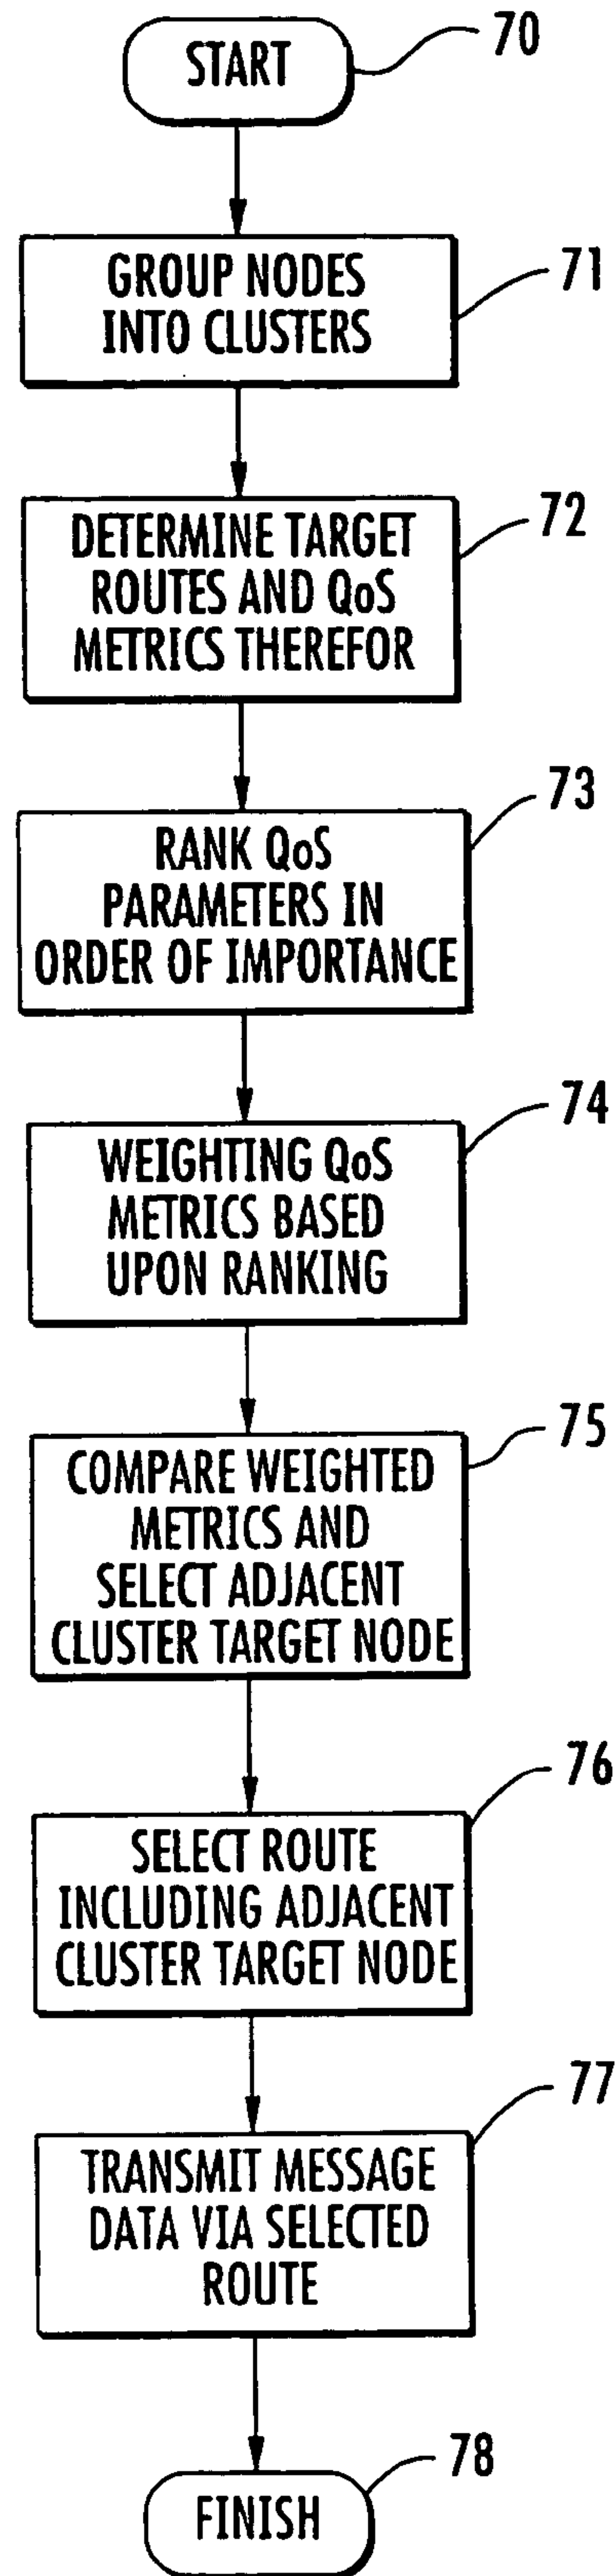 START
70
GROUP NODES
INTO CLUSTERS
71
DETERMINE TARGET
ROUTES AND QoS
METRICS THEREFOR
72
RANK QoS
PARAMETERS IN
ORDER OF IMPORTANCE
73
WEIGHTING QoS
METRICS BASED
UPON RANKING
74
COMPARE WEIGHTED
METRICS AND
SELECT ADJACENT
CLUSTER TARGET NODE
75
SELECT ROUTE
INCLUDING ADJACENT
CLUSTER TARGET NODE
76
TRANSMIT MESSAGE
DATA VIA SELECTED
ROUTE
77
FINISH
78